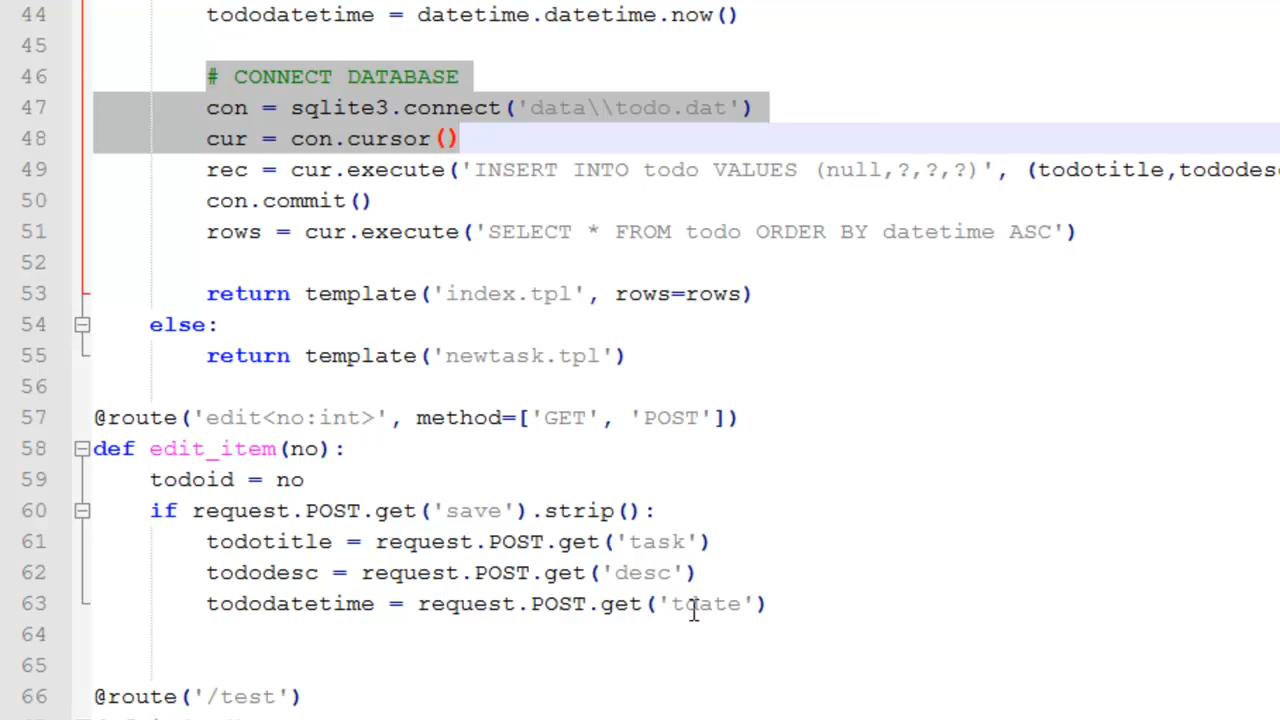 44 tododatetime = datetime.datetime.now()
45
46 # CONNECT DATABASE
47 con = sqlite3.connect('data\\todo.dat')
48 cur = con.cursor()
49 rec = cur.execute('INSERT INTO todo VALUES (null,?,?,?)', (todotitle,tododesc
50 con.commit()
51 rows = cur.execute('SELECT * FROM todo ORDER BY datetime ASC')
52
53 return template('index.tpl', rows=rows)
54 else:
55 return template('newtask.tpl')
56
57 @route('edit<no:int>', method=['GET', 'POST'])
58 def edit_item(no):
59 todoid = no
60 if request.POST.get('save').strip():
61 todotitle = request.POST.get('task')
62 tododesc = request.POST.get('desc')
63 tododatetime = request.POST.get('tdate')
64
65
66 @route('/test')